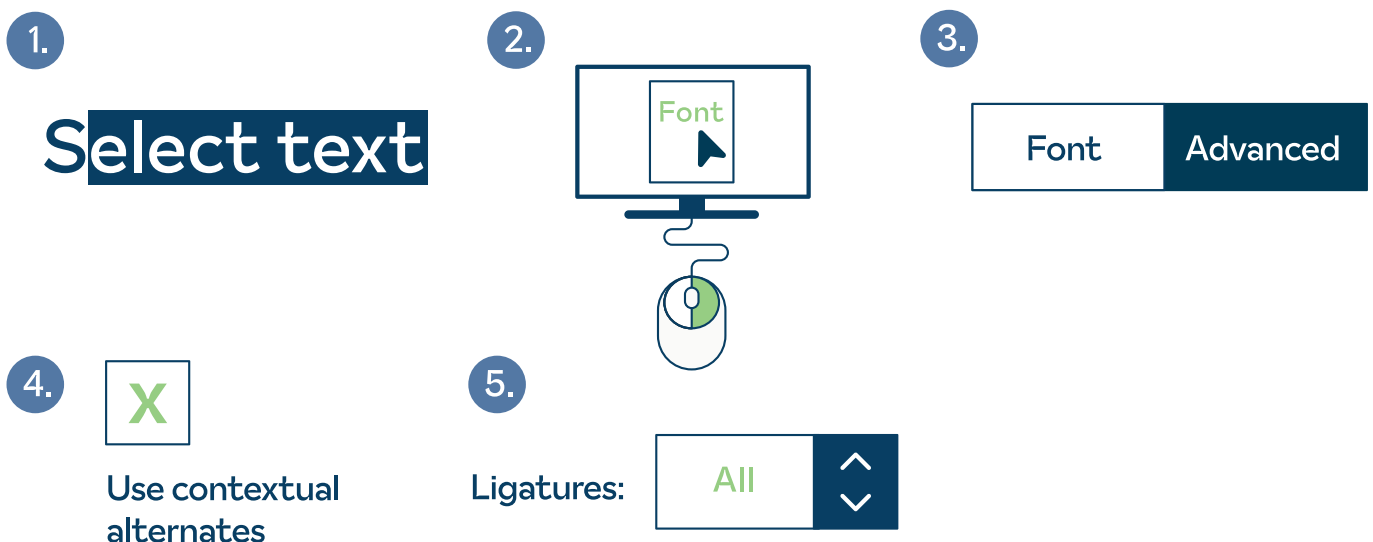 1.
Select text
2.
Font
3.
Font Advanced
4.
X
Use contextual
alternates
5.
Ligatures: All